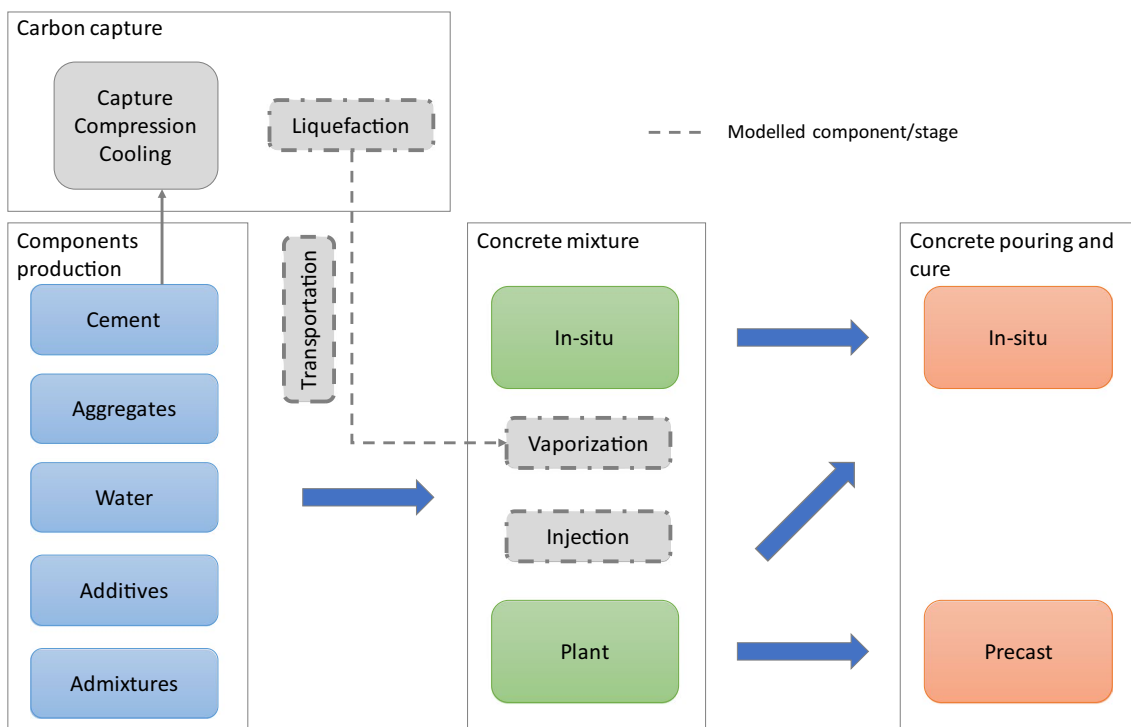 Carbon capture
Capture
Compression
Cooling
Liquefaction
Modelled component/stage
Components
production
Cement
Aggregates
Water
Additives
Admixtures
Transportation
Concrete mixture
In-situ
Vaporization
Injection
Plant
Concrete pouring and
cure
In-situ
Precast